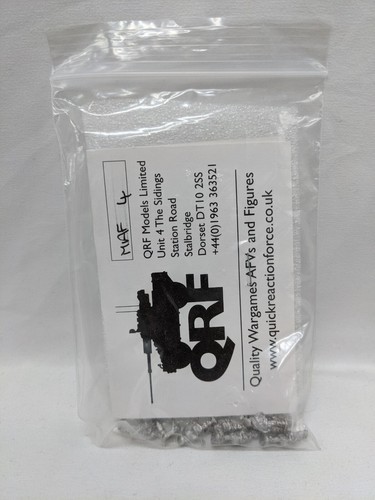 MAF 4
QRF Models Limited
Unit 4 The Sidings
Station Road
Stalbridge
Dorset DT10 2SS
+44(0)1963 363521
QRF
Quality Wargames AFVs and Figures
www.quickreactionforce.co.uk